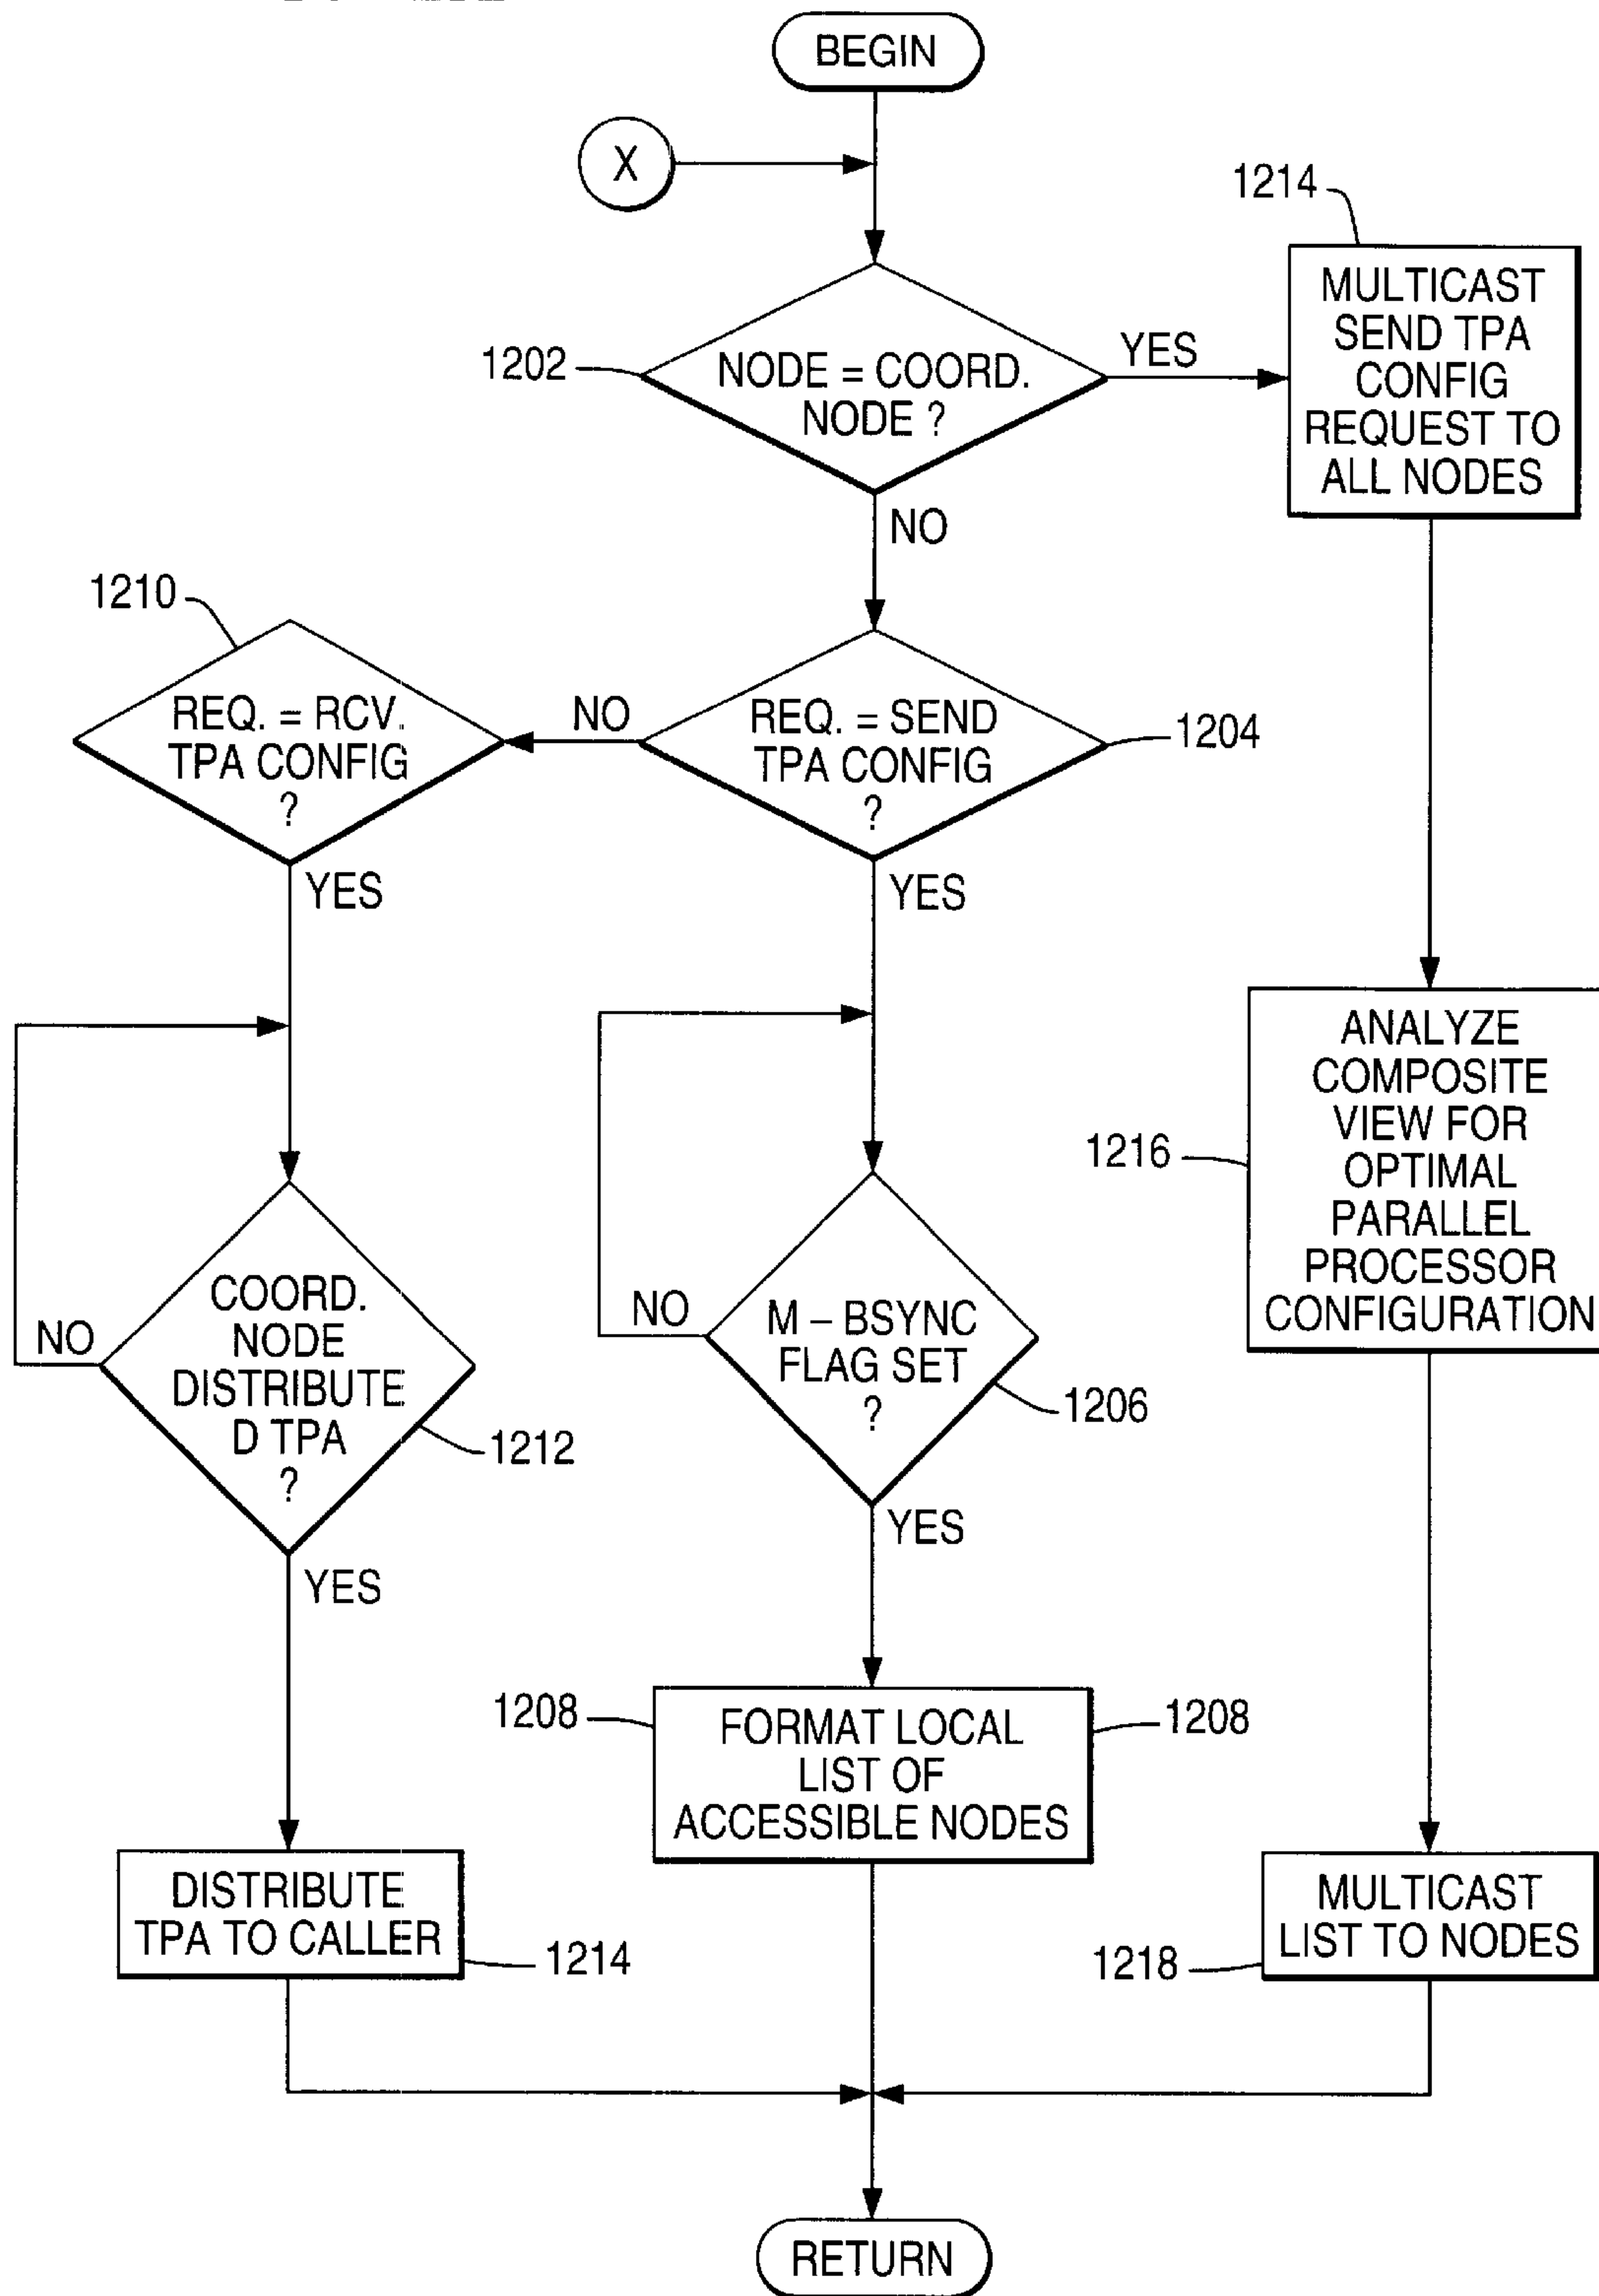 BEGIN
X
1214
MULTICAST
SEND TPA
CONFIG
REQUEST TO
ALL NODES
1202
NODE = COORD.
NODE ?
YES
NO
1210
REQ. = RCV.
TPA CONFIG
?
NO
REQ. = SEND
TPA CONFIG
?
1204
YES
YES
ANALYZE
COMPOSITE
VIEW FOR
OPTIMAL
PARALLEL
PROCESSOR
CONFIGURATION
1216
COORD.
NODE
DISTRIBUTE
D TPA
?
NO
1212
NO
M – BSYNC
FLAG SET
?
1206
YES
YES
1208
FORMAT LOCAL
LIST OF
ACCESSIBLE NODES
1208
DISTRIBUTE
TPA TO CALLER
1214
MULTICAST
LIST TO NODES
1218
RETURN